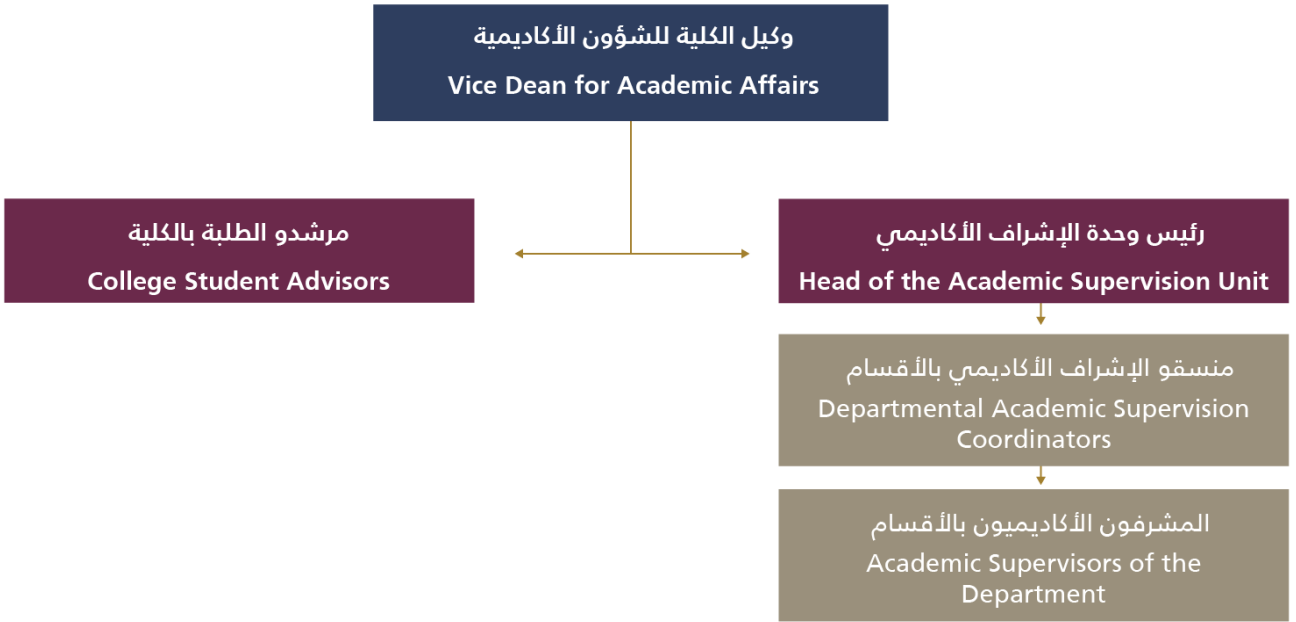 وكيل الكلية للشؤون الأكاديمية
Vice Dean for Academic Affairs
مرشدو الطلبة بالكلية
College Student Advisors
رئيس وحدة الإشراف الأكاديمي
Head of the Academic Supervision Unit
منسقو الإشراف الأكاديمي بالأقسام
Departmental Academic Supervision
Coordinators
المشرفون الأكاديميون بالأقسام
Academic Supervisors of the
Department